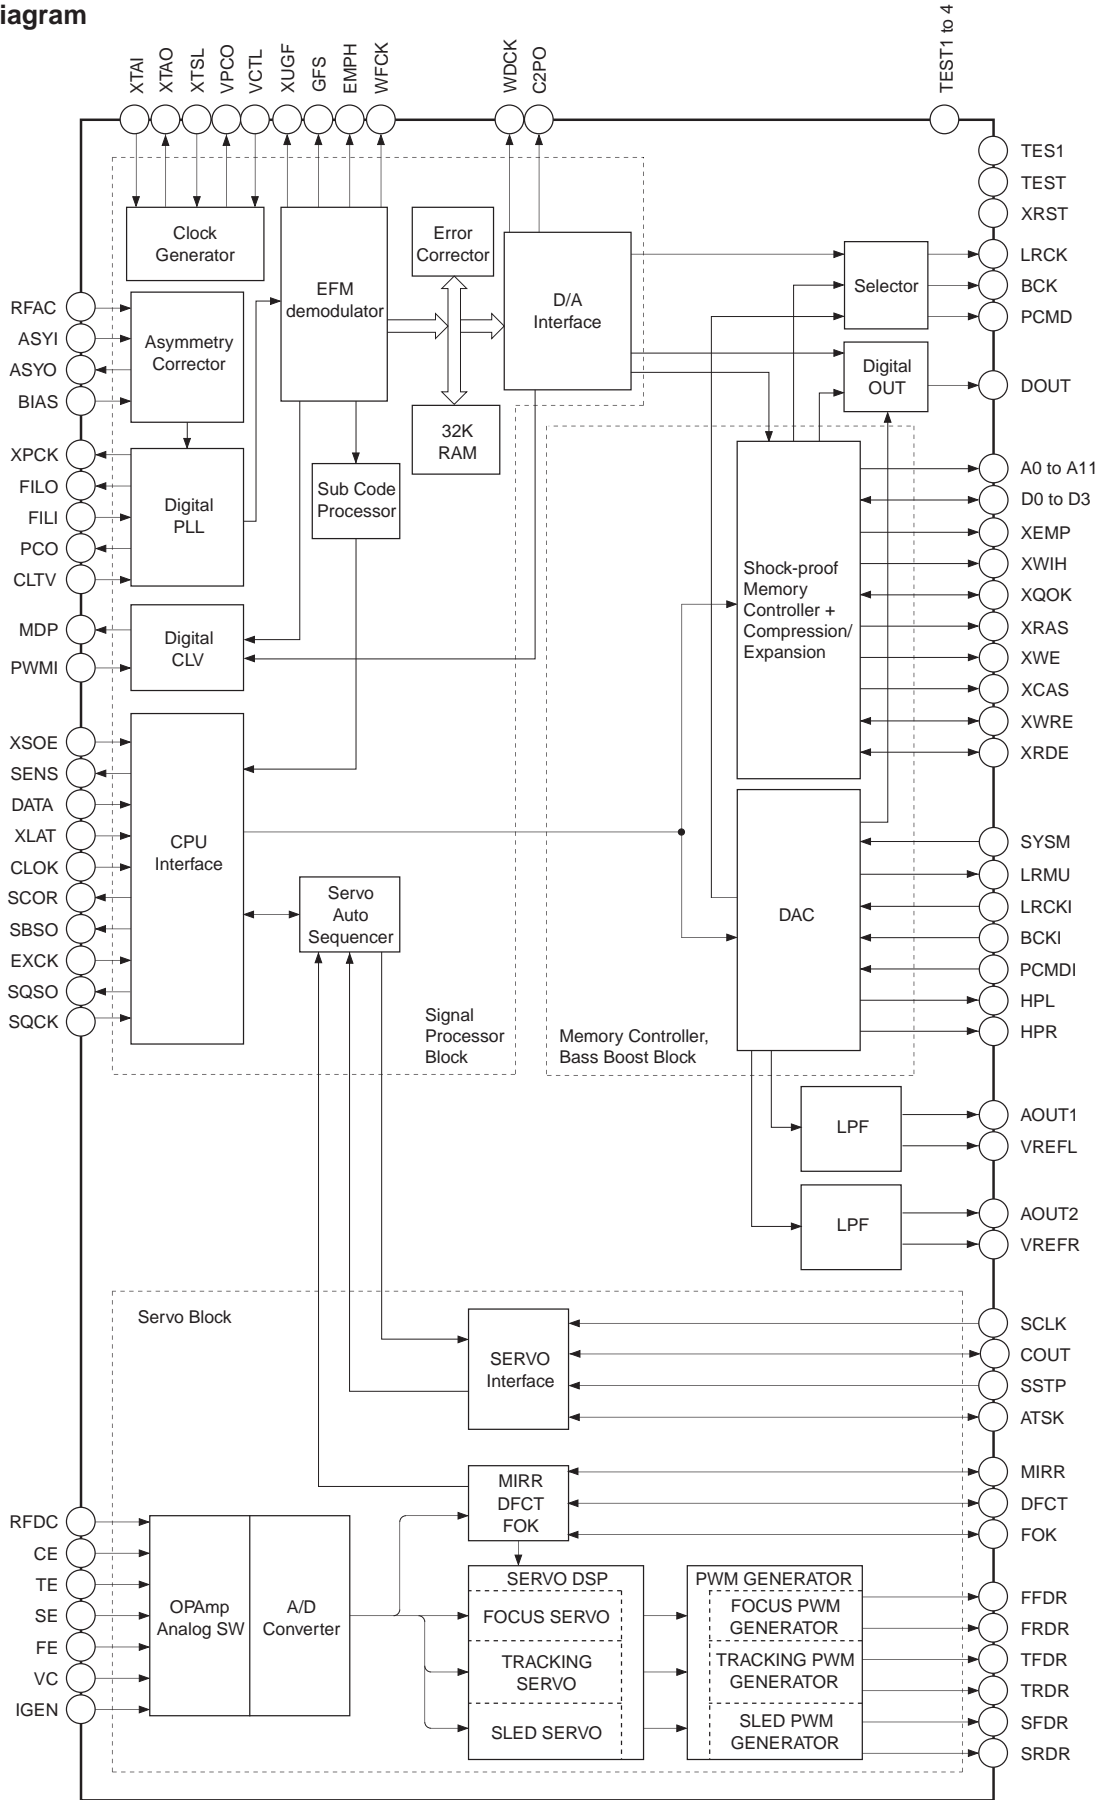 iagram
XTAI
XTAO
XTSL
VPCO
VCTL
XUGF
GFS
EMPH
WFCK
WDCK
C2PO
TEST1 to 4
TES1
TEST
XRST
LRCK
BCK
PCMD
DOUT
A0 to A11
D0 to D3
XEMP
XWIH
XQOK
XRAS
XWE
XCAS
XWRE
XRDE
SYSM
LRMU
LRCKI
BCKI
PCMDI
HPL
HPR
AOUT1
VREFL
AOUT2
VREFR
SCLK
COUT
SSTP
ATSK
MIRR
DFCT
FOK
FFDR
FRDR
TFDR
TRDR
SFDR
SRDR
RFAC
ASYI
ASYO
BIAS
XPCK
FILO
FILI
PCO
CLTV
MDP
PWMI
XSOE
SENS
DATA
XLAT
CLOK
SCOR
SBSO
EXCK
SQSO
SQCK
RFDC
CE
TE
SE
FE
VC
IGEN
Clock
Generator
Asymmetry
Corrector
Digital
PLL
Digital
CLV
CPU
Interface
EFM
demodulator
Sub Code
Processor
Error
Corrector
32K
RAM
D/A
Interface
Servo
Auto
Sequencer
Signal
Processor
Block
Selector
Digital
OUT
Shock-proof
Memory
Controller +
Compression/
Expansion
DAC
Memory Controller,
Bass Boost Block
LPF
LPF
Servo Block
SERVO
Interface
MIRR
DFCT
FOK
OPAmp
Analog SW
A/D
Converter
SERVO DSP
FOCUS SERVO
TRACKING
SERVO
SLED SERVO
PWM GENERATOR
FOCUS PWM
GENERATOR
TRACKING PWM
GENERATOR
SLED PWM
GENERATOR